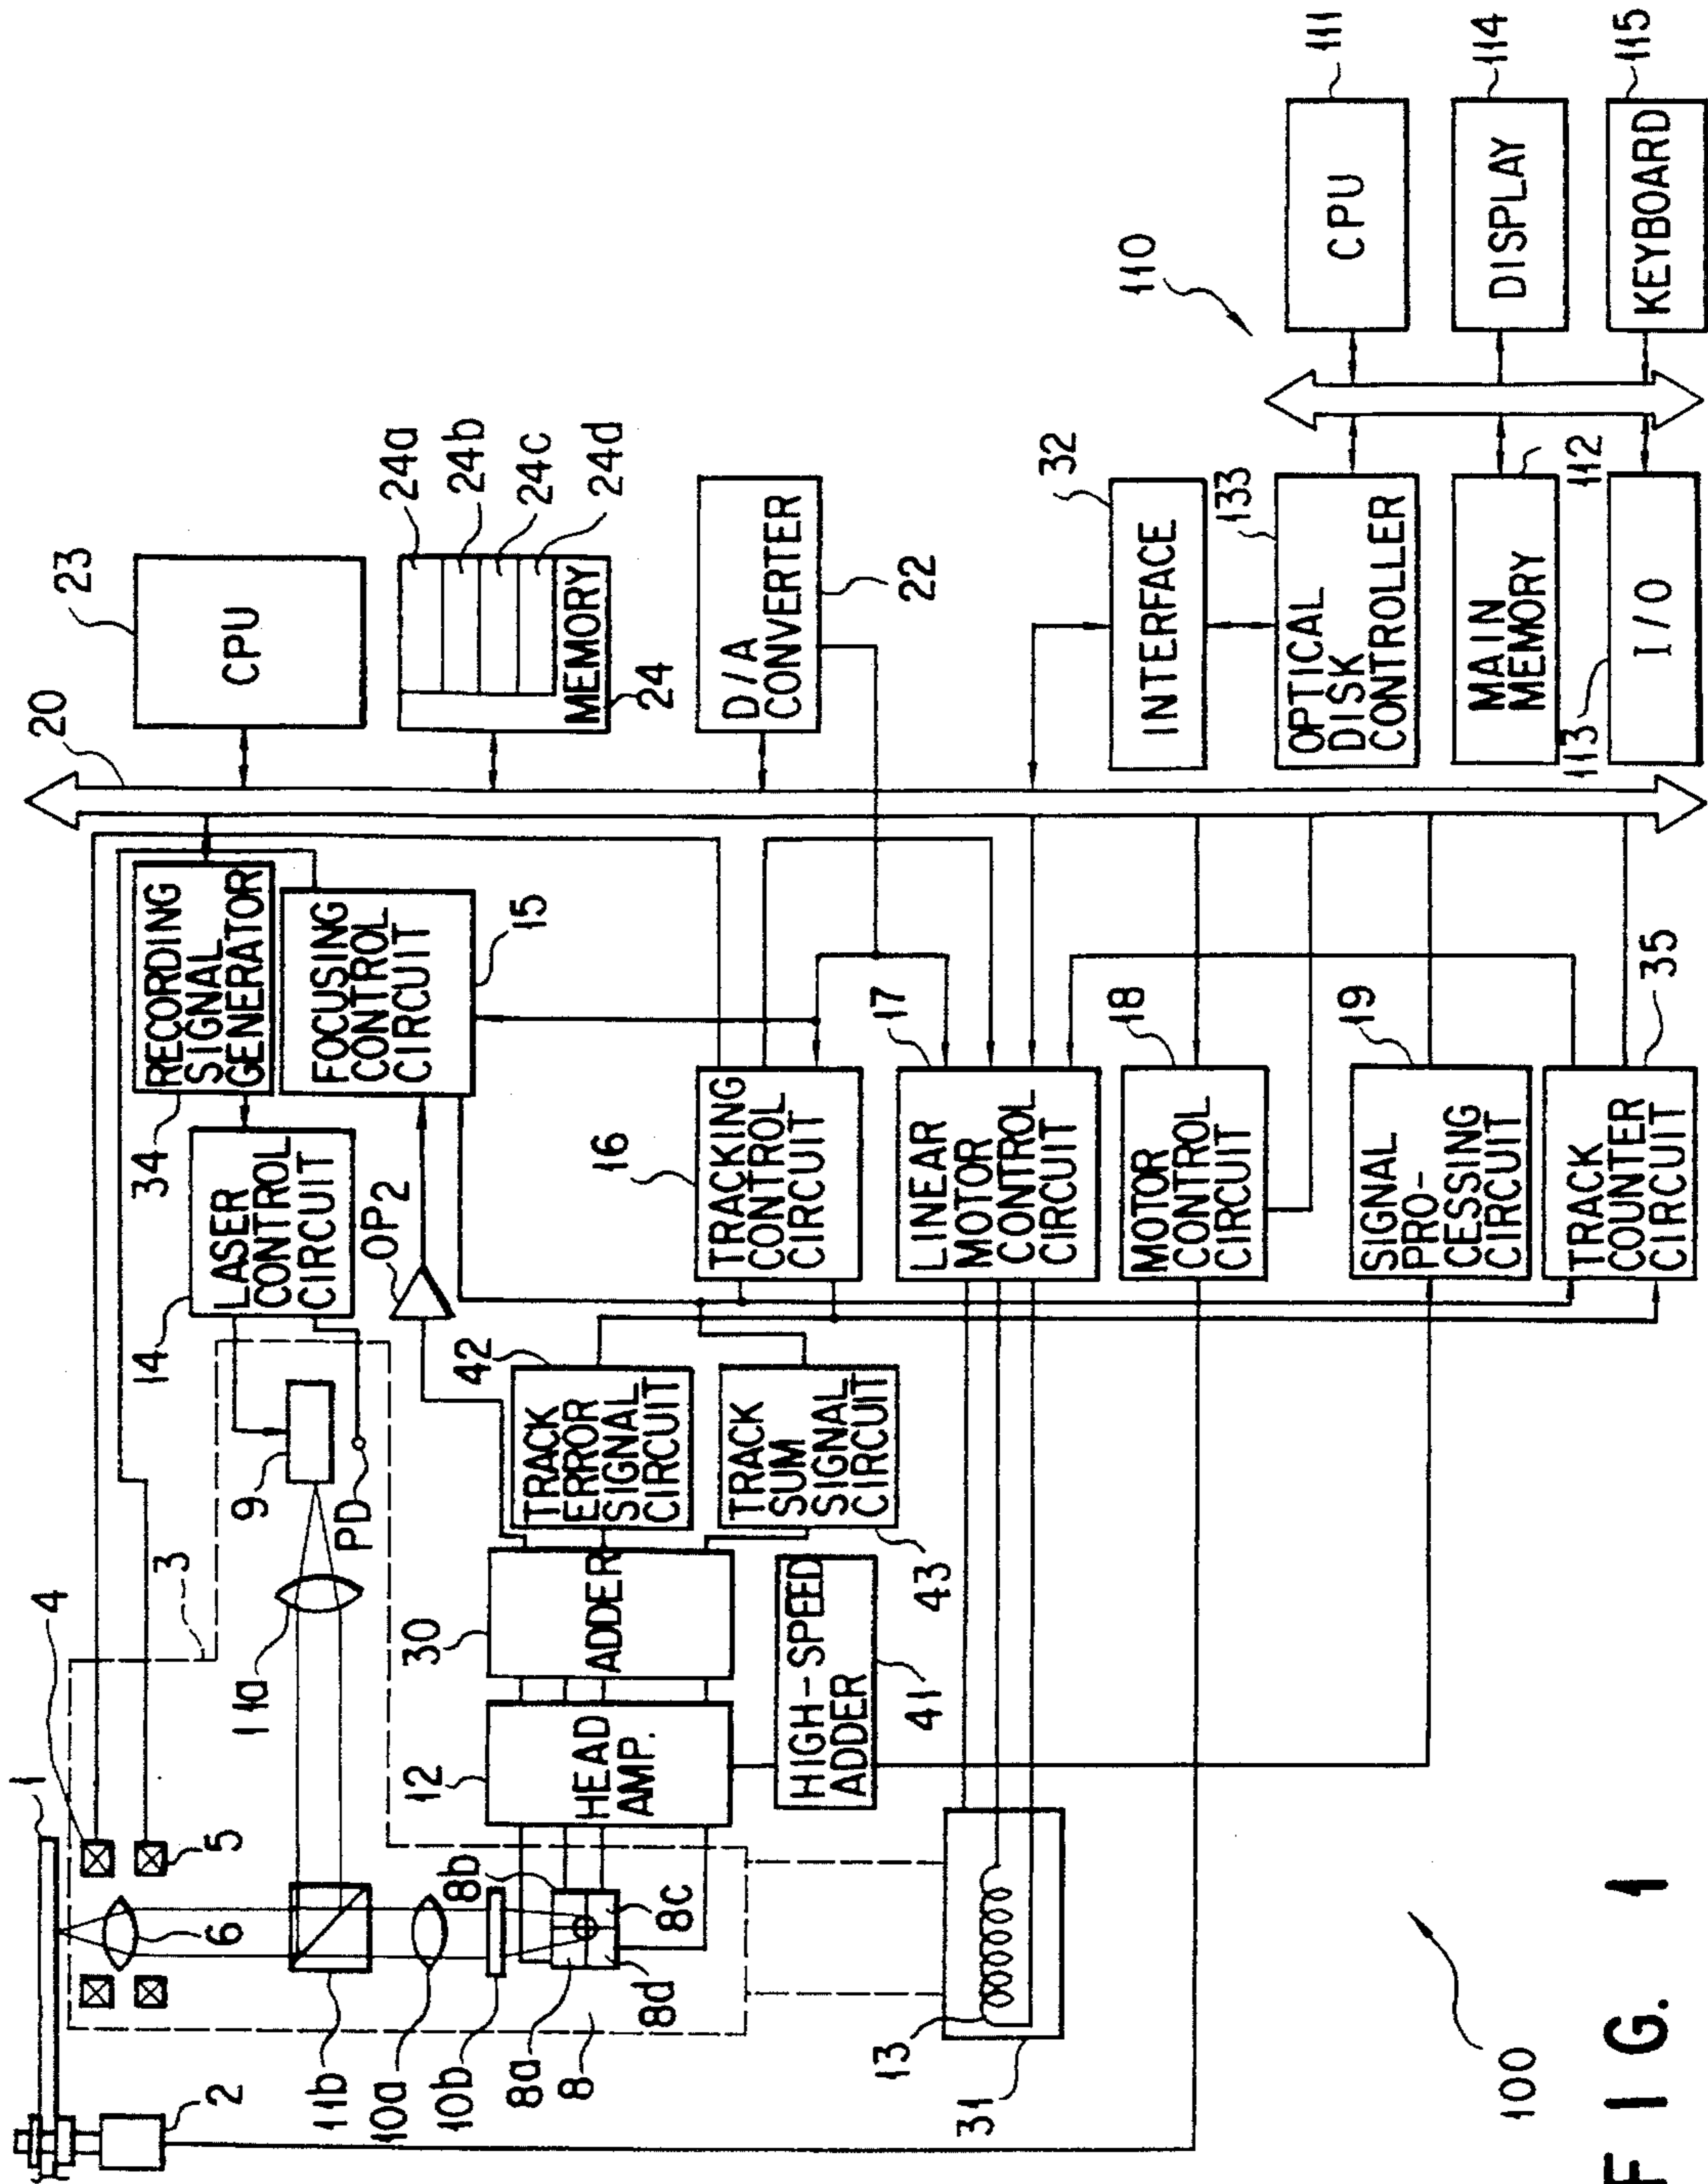 1
4
3
2
5
6
11b
10a
10b
8a
8
8b
8c
8d
11a
9
PD
14
LASER
CONTROL
CIRCUIT
34
RECORDING
SIGNAL
GENERATOR
FOCUSING
CONTROL
CIRCUIT
15
OP2
20
23
CPU
24a
24b
24c
24d
MEMORY
24
D/A
CONVERTER
22
12
HEAD
AMP.
30
ADDER
42
TRACK
ERROR
SIGNAL
CIRCUIT
TRACK
SUM
SIGNAL
CIRCUIT
43
HIGH-SPEED
ADDER
41
16
TRACKING
CONTROL
CIRCUIT
17
LINEAR
MOTOR
CONTROL
CIRCUIT
18
MOTOR
CONTROL
CIRCUIT
19
SIGNAL
PRO-
CESSING
CIRCUIT
TRACK
COUNTER
CIRCUIT
35
13
31
32
INTERFACE
133
OPTICAL
DISK
CONTROLLER
MAIN
MEMORY
112
113
I/O
110
CPU
111
DISPLAY
114
KEYBOARD
115
100
FIG. 1